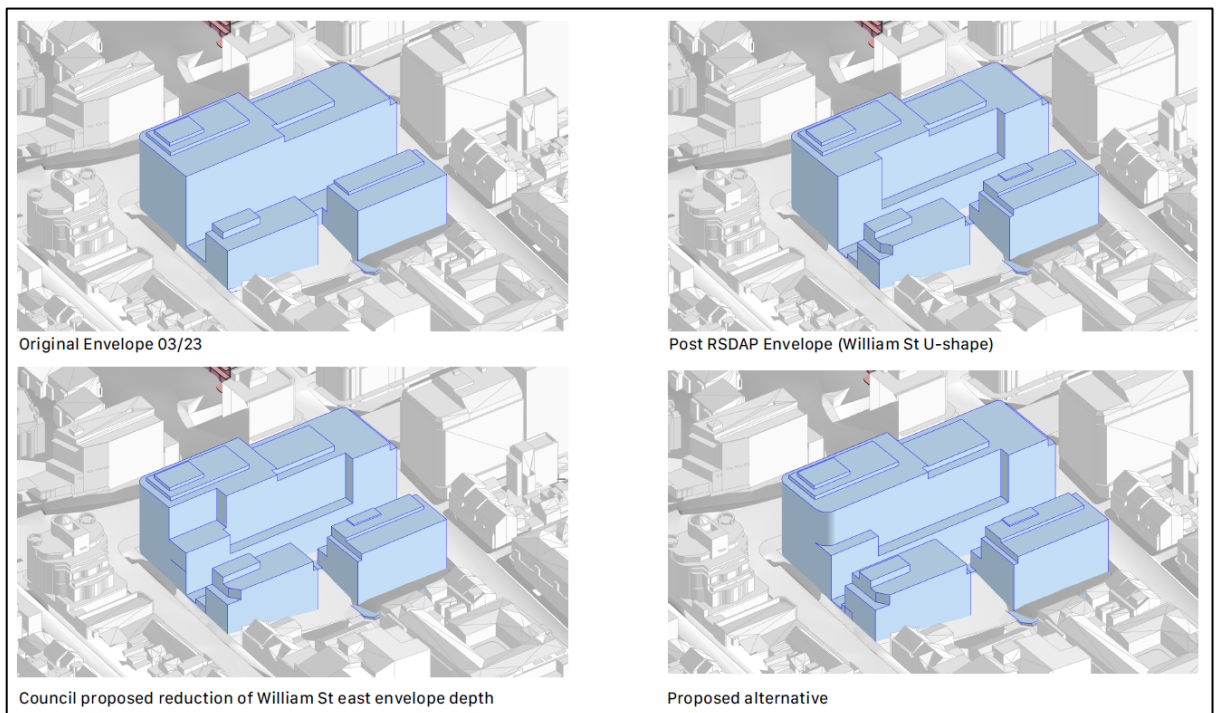 Original Envelope 03/23
Post RSDAP Envelope (William St U-shape)
Council proposed reduction of William St east envelope depth
Proposed alternative